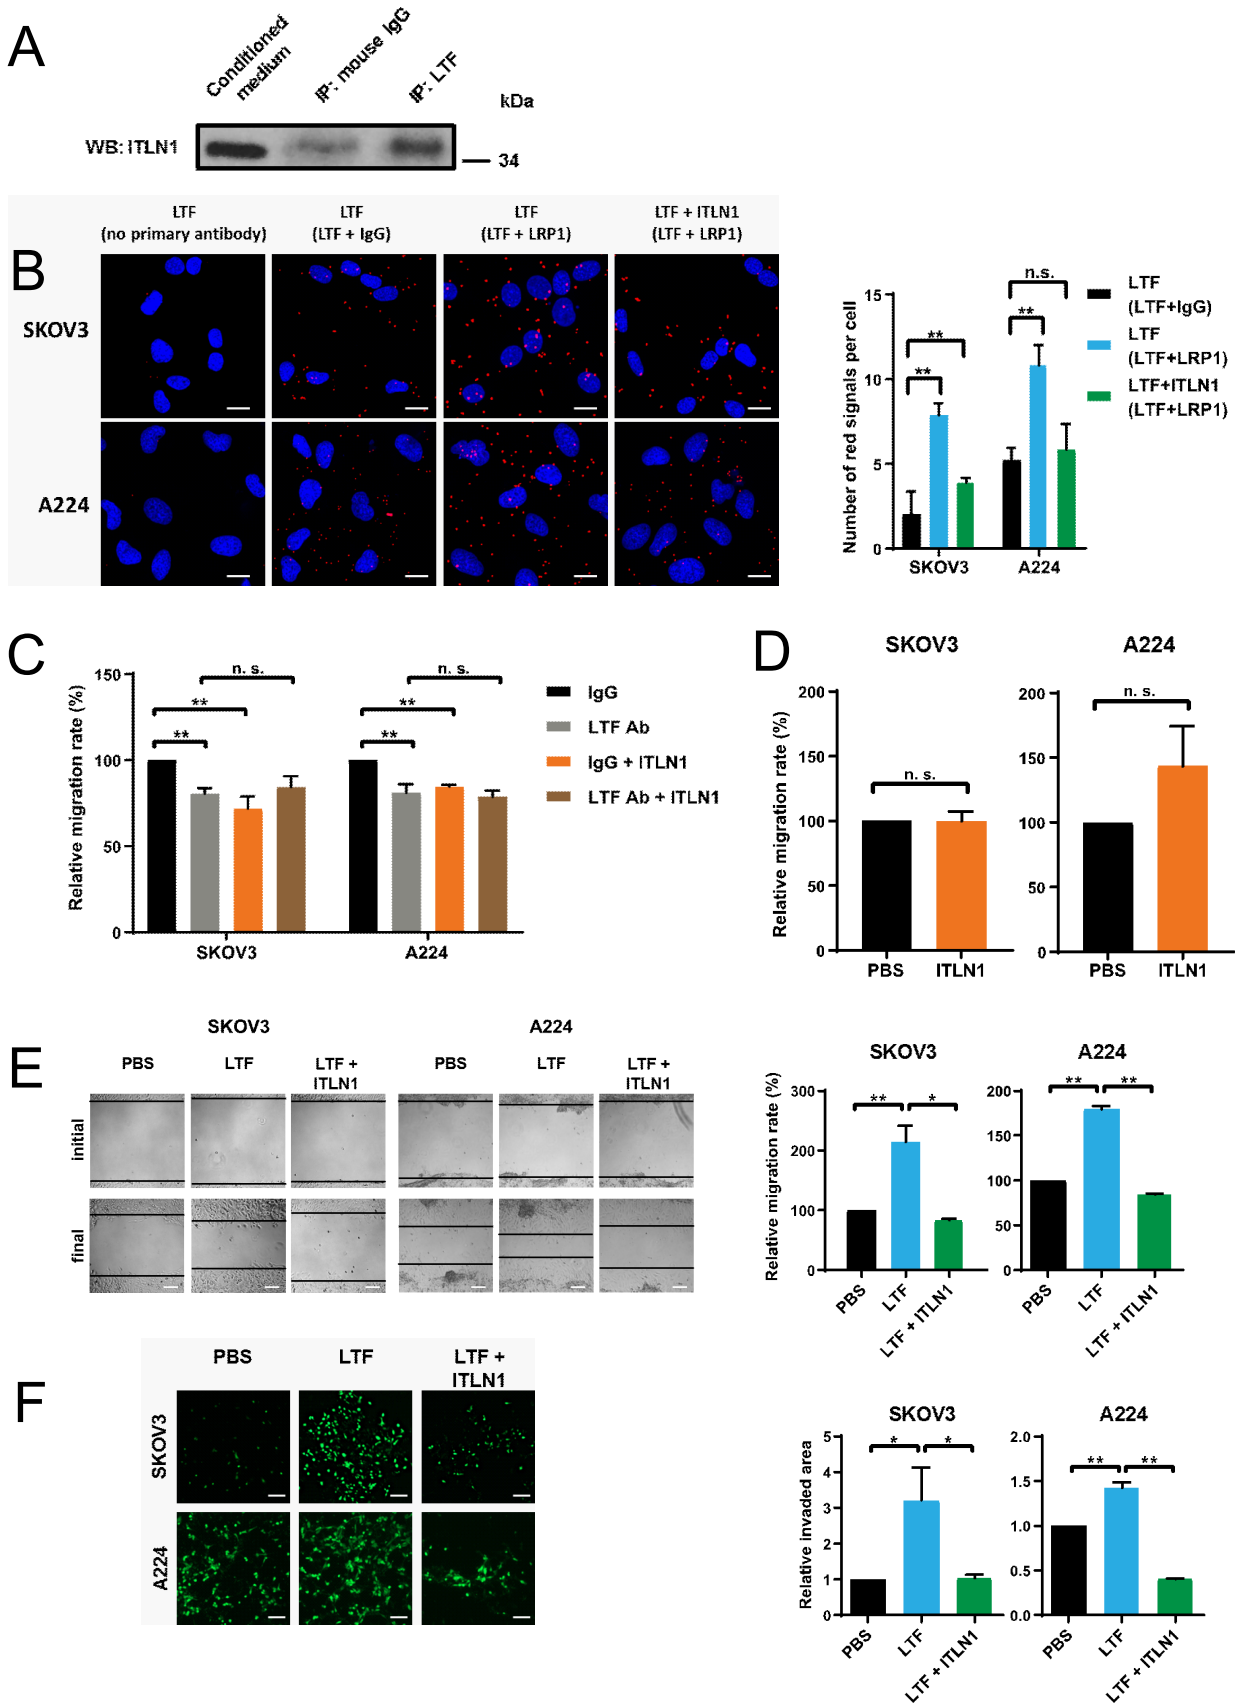 A
Conditioned
medium
IP: mouse IgG
IP: LTF
kDa
WB: ITLN1
34
B
LTF
(no primary antibody)
LTF
(LTF + IgG)
LTF
(LTF + LRP1)
LTF + ITLN1
(LTF + LRP1)
SKOV3
A224
Number of red signals per cell
15
10
5
0
**
**
**
n.s.
SKOV3
A224
LTF
(LTF+IgG)
LTF
(LTF+LRP1)
LTF+ITLN1
(LTF+LRP1)
C
Relative migration rate (%)
150
100
50
0
n. s.
**
**
n. s.
**
**
SKOV3
A224
IgG
LTF Ab
IgG + ITLN1
LTF Ab + ITLN1
D
SKOV3
Relative migration rate (%)
200
150
100
50
0
n. s.
PBS
ITLN1
A224
200
150
100
50
0
n. s.
PBS
ITLN1
E
SKOV3
A224
PBS
LTF
LTF +
ITLN1
PBS
LTF
LTF +
ITLN1
initial
final
SKOV3
Relative migration rate (%)
300
200
100
0
**
*
PBS
LTF
LTF + ITLN1
A224
200
150
100
50
0
**
**
PBS
LTF
LTF + ITLN1
F
PBS
LTF
LTF +
ITLN1
SKOV3
A224
SKOV3
Relative invaded area
5
4
3
2
1
0
*
*
PBS
LTF
LTF + ITLN1
A224
2.0
1.5
1.0
0.5
0.0
**
**
PBS
LTF
LTF + ITLN1